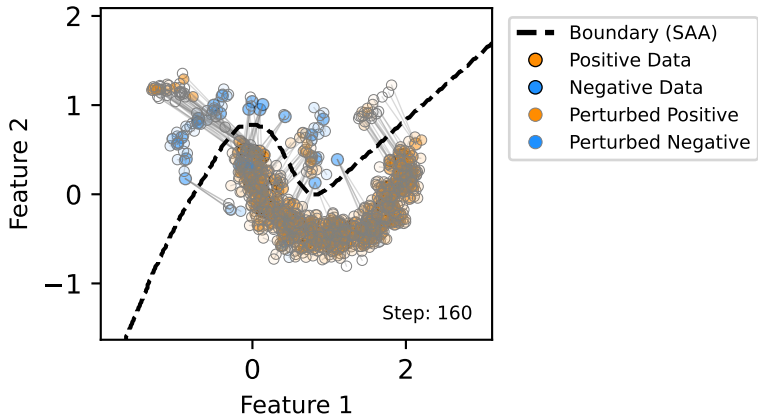 2
1
0
−1
Feature 2
0
2
Feature 1
Step: 160
Boundary (SAA)
Positive Data
Negative Data
Perturbed Positive
Perturbed Negative